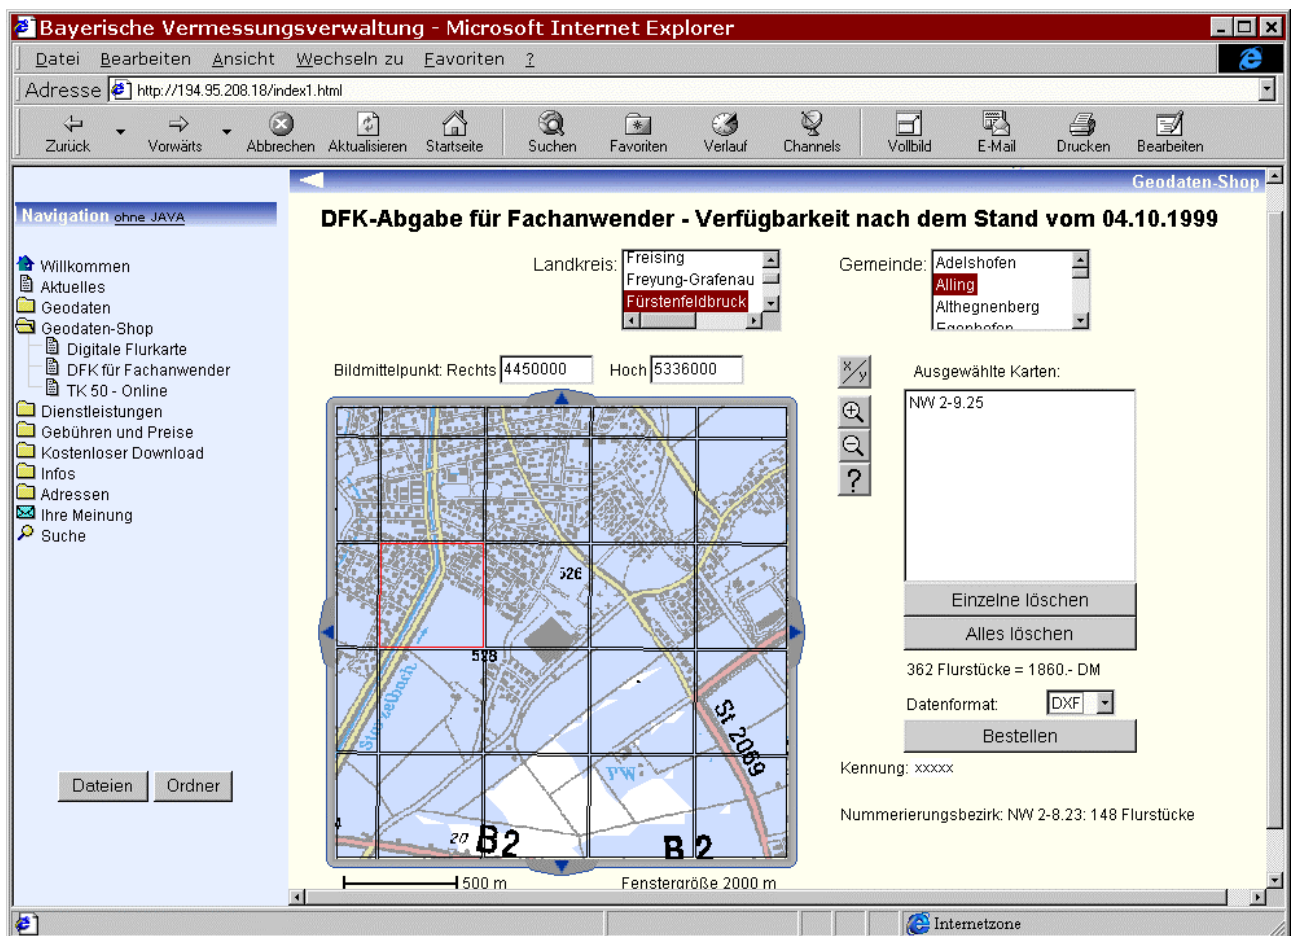 Bayerische Vermessungsverwaltung - Microsoft Internet Explorer
Datei Bearbeiten Ansicht Wechseln zu Favoriten ?
Adresse http://194.95.208.18/index1.html
Zurück Vorwärts Abbrechen Aktualisieren Startseite Suchen Favoriten Verlauf Channels Vollbild E-Mail Drucken Bearbeiten
Geodaten-Shop
Navigation ohne JAVA
Willkommen
Aktuelles
Geodaten
Geodaten-Shop
Digitale Flurkarte
DFK für Fachanwender
TK 50 - Online
Dienstleistungen
Gebühren und Preise
Kostenloser Download
Infos
Adressen
Ihre Meinung
Suche
Dateien Ordner
DFK-Abgabe für Fachanwender - Verfügbarkeit nach dem Stand vom 04.10.1999
Landkreis:
Freising
Freyung-Grafenau
Fürstenfeldbruck
Gemeinde:
Adelshofen
Alling
Althegnenberg
Egenhofen
Bildmittelpunkt: Rechts 4450000 Hoch 5336000
x/y
?
526
528
Starzelbach
St 2069
PW
20 B2
B 2
500 m Fenstergröße 2000 m
Ausgewählte Karten:
NW 2-9.25
Einzelne löschen
Alles löschen
362 Flurstücke = 1860.- DM
Datenformat: DXF
Bestellen
Kennung: xxxxx
Nummerierungsbezirk: NW 2-8.23: 148 Flurstücke
Internetzone